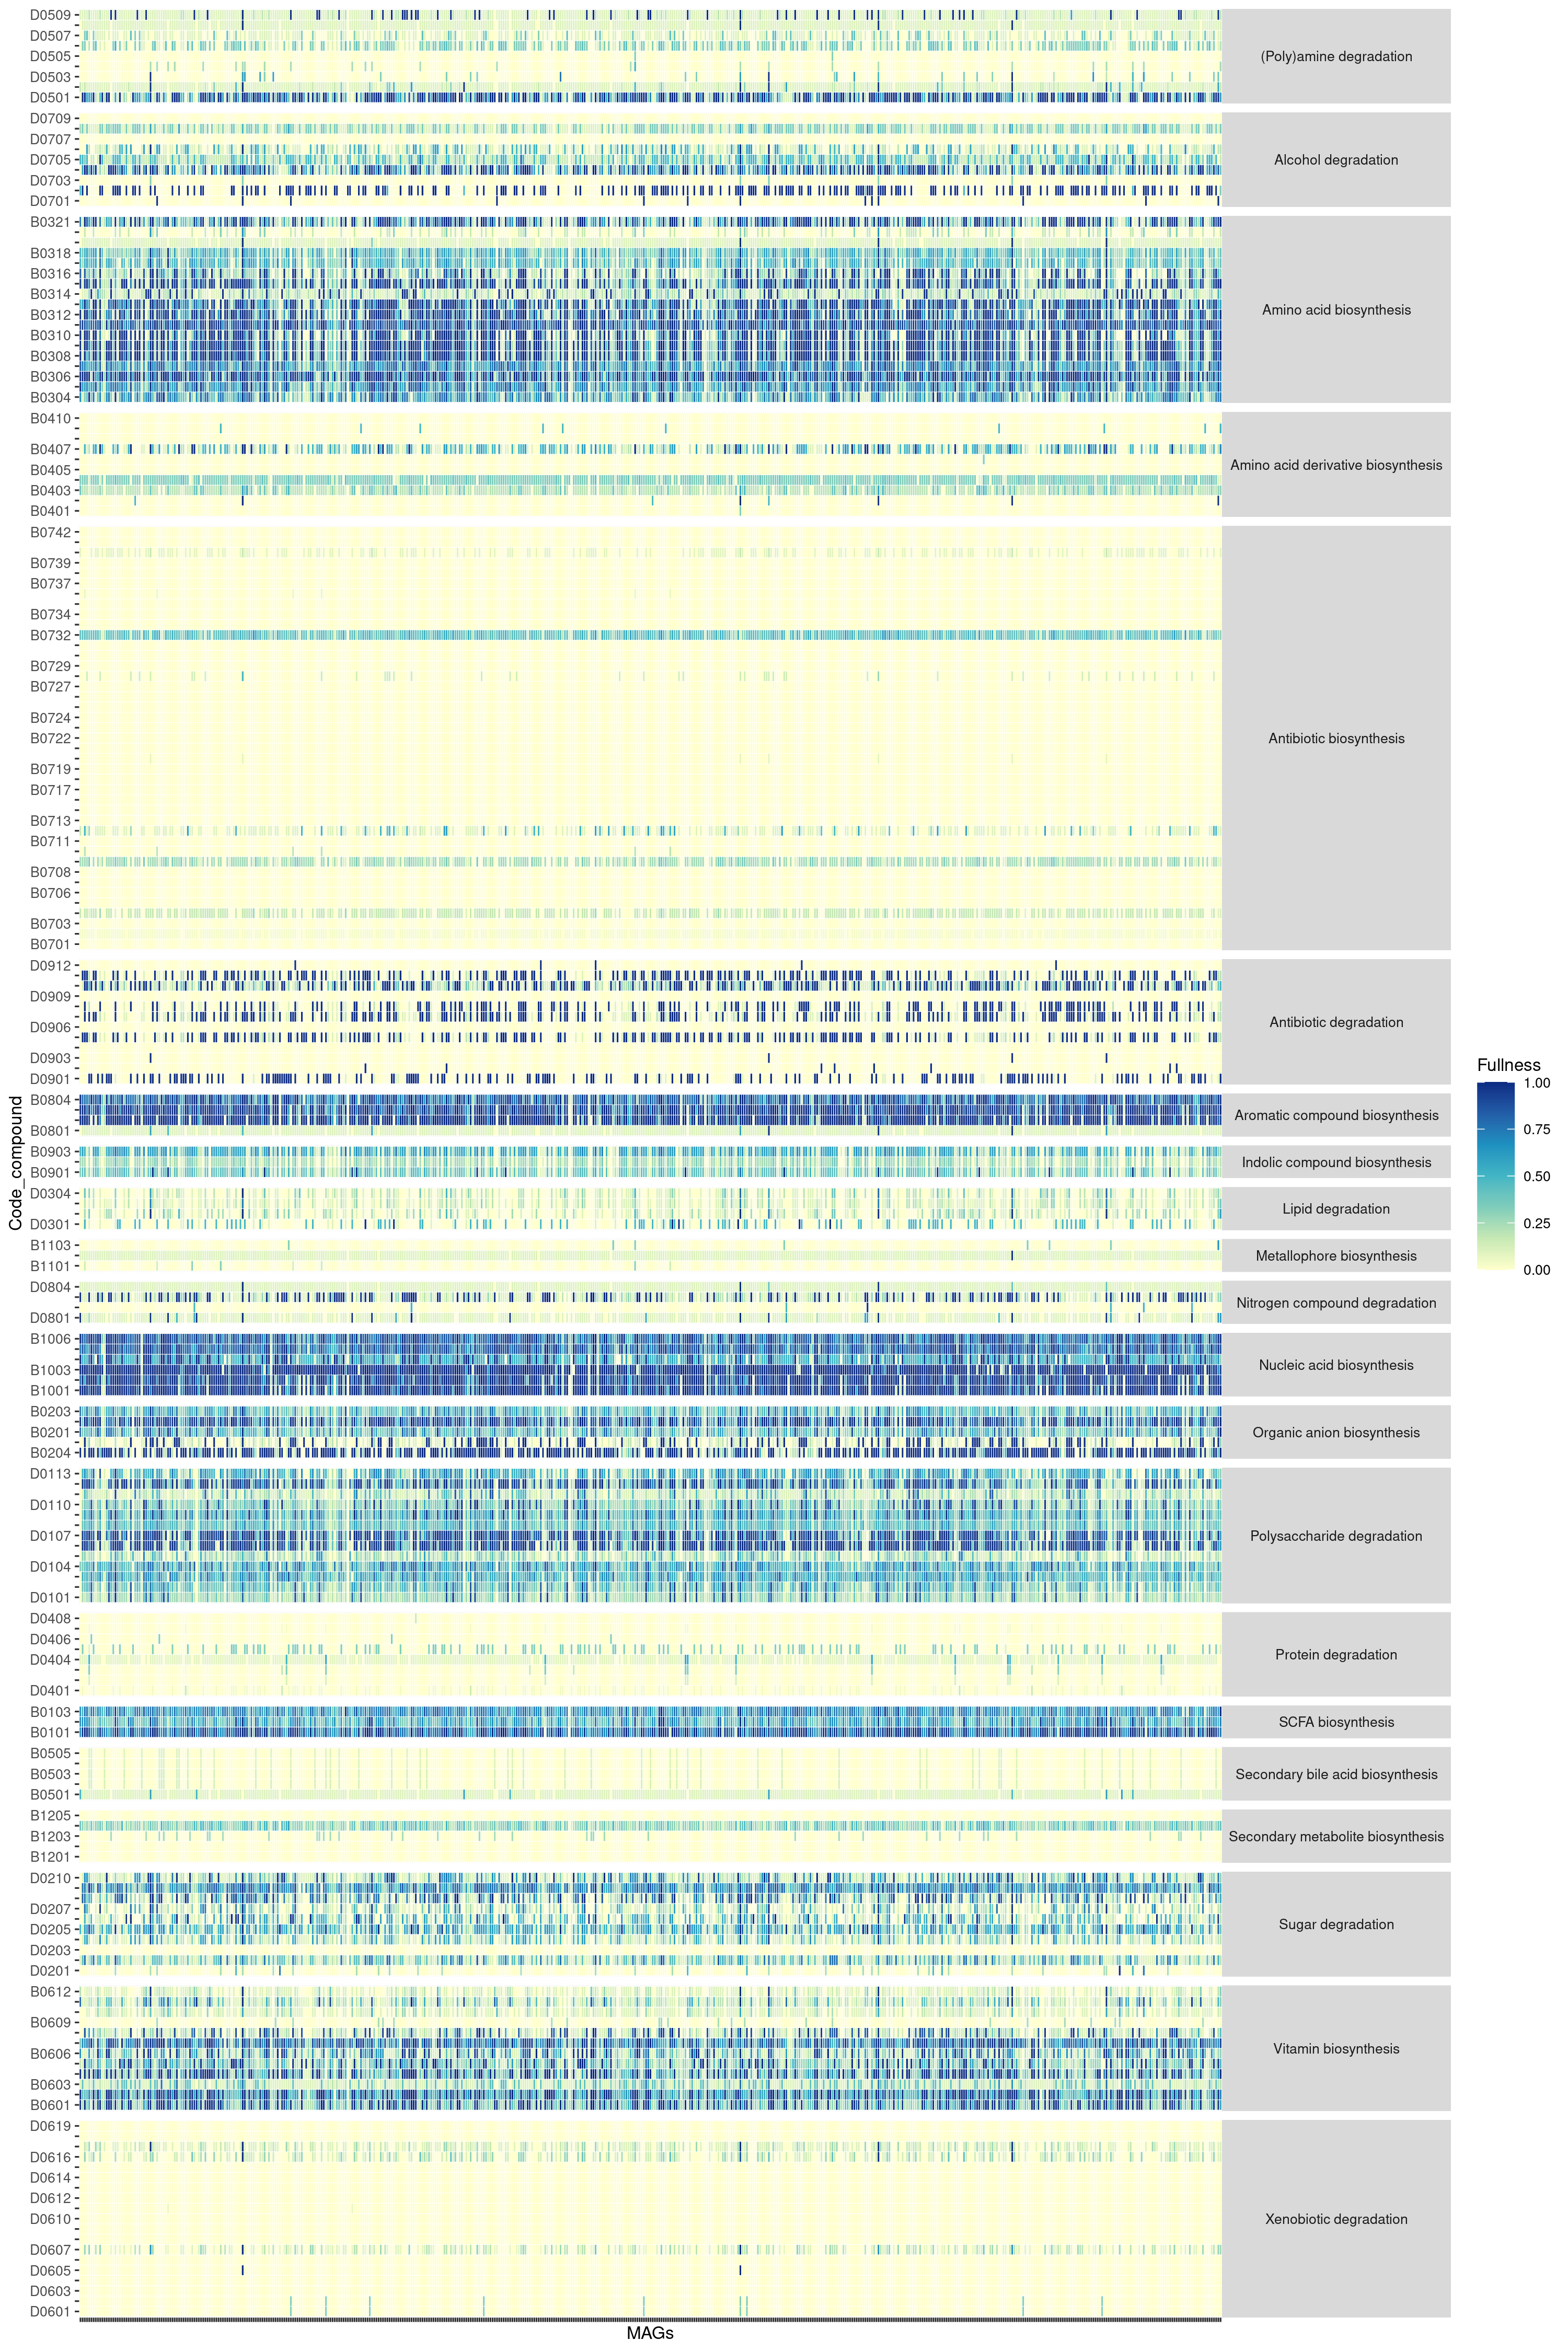 D0509
D0507
D0505
D0503
D0501
(Poly)amine degradation
D0709
D0707
D0705
D0703
D0701
Alcohol degradation
B0321
B0318
B0316
B0314
B0312
B0310
B0308
B0306
B0304
Amino acid biosynthesis
B0410
B0407
B0405
B0403
B0401
Amino acid derivative biosynthesis
B0742
B0739
B0737
B0734
B0732
B0729
B0727
B0724
B0722
B0719
B0717
B0713
B0711
B0708
B0706
B0703
B0701
Antibiotic biosynthesis
D0912
D0909
D0906
D0903
D0901
Antibiotic degradation
B0804
B0801
Aromatic compound biosynthesis
B0903
B0901
Indolic compound biosynthesis
D0304
D0301
Lipid degradation
B1103
B1101
Metallophore biosynthesis
D0804
D0801
Nitrogen compound degradation
B1006
B1003
B1001
Nucleic acid biosynthesis
B0203
B0201
B0204
Organic anion biosynthesis
D0113
D0110
D0107
D0104
D0101
Polysaccharide degradation
D0408
D0406
D0404
D0401
Protein degradation
B0103
B0101
SCFA biosynthesis
B0505
B0503
B0501
Secondary bile acid biosynthesis
B1205
B1203
B1201
Secondary metabolite biosynthesis
D0210
D0207
D0205
D0203
D0201
Sugar degradation
B0612
B0609
B0606
B0603
B0601
Vitamin biosynthesis
D0619
D0616
D0614
D0612
D0610
D0607
D0605
D0603
D0601
Xenobiotic degradation
Code_compound
MAGs
Fullness
1.00
0.75
0.50
0.25
0.00